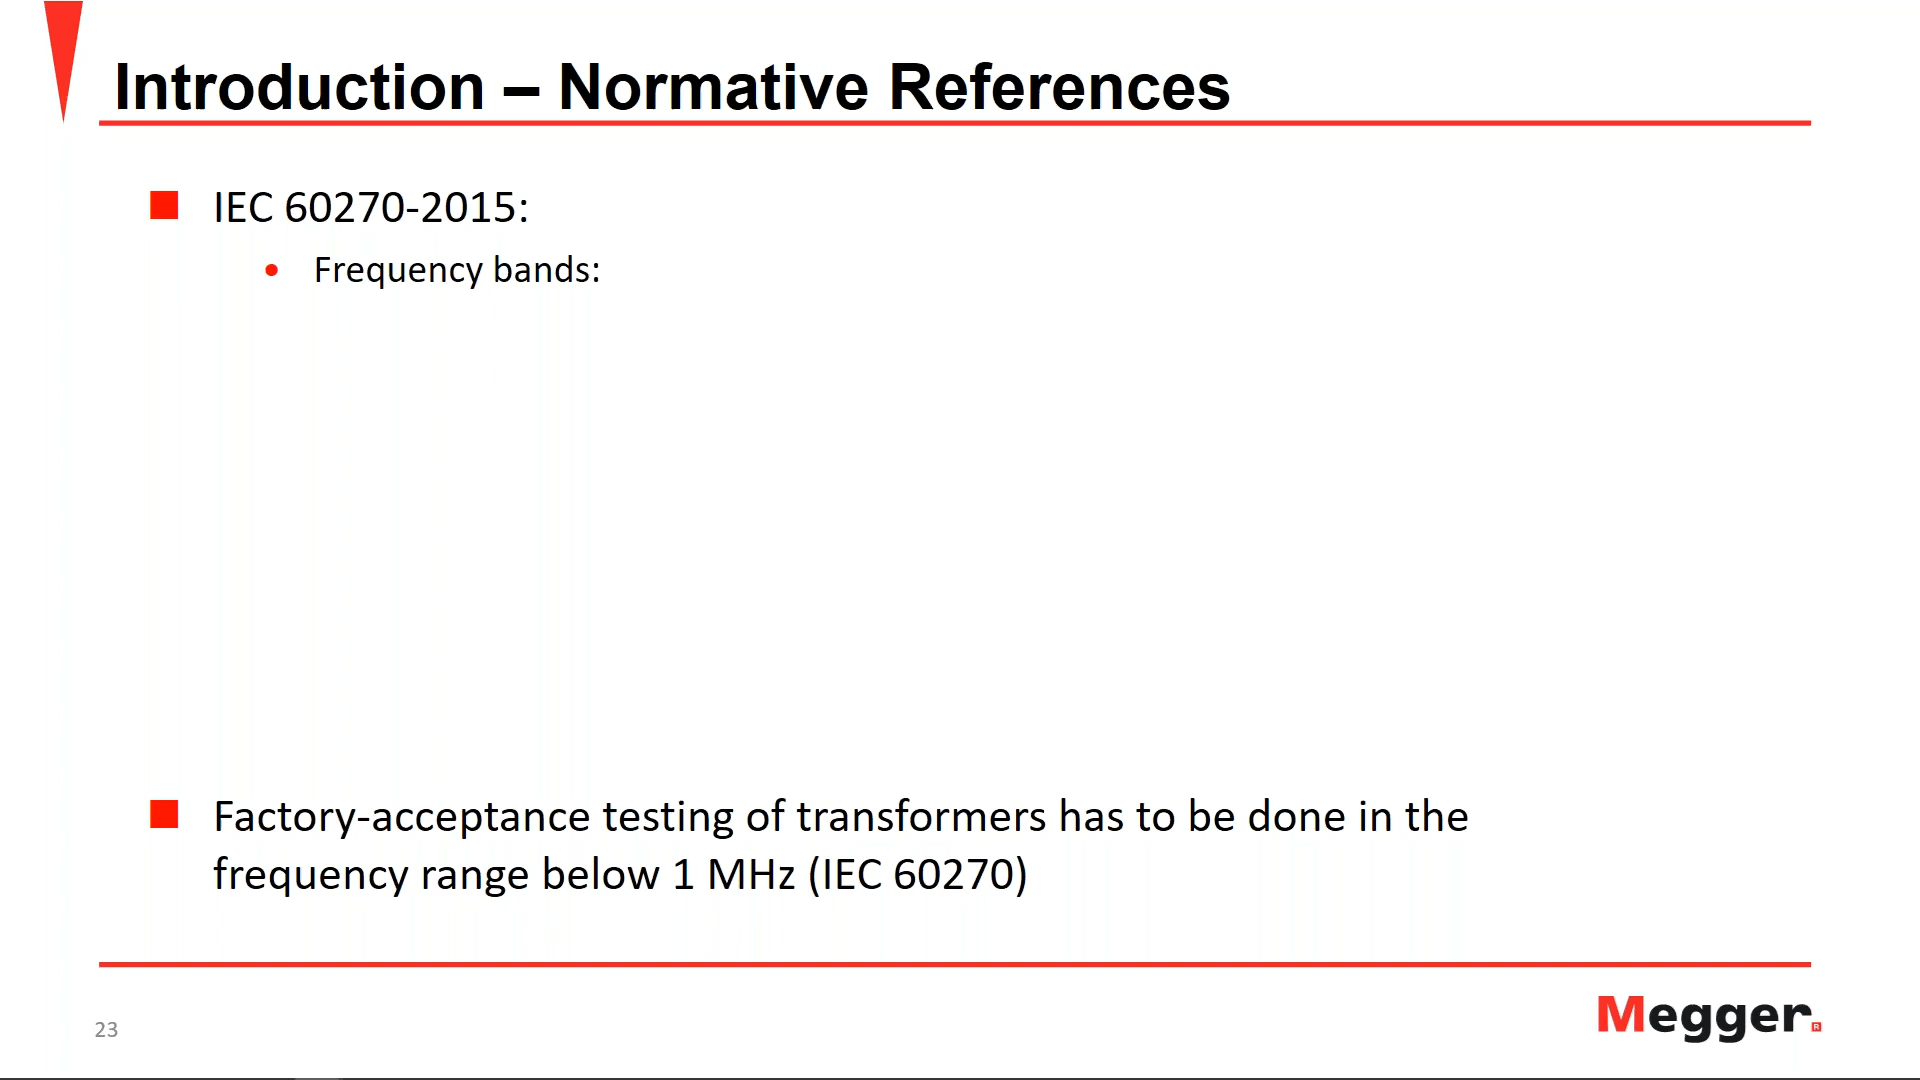 Introduction – Normative References
IEC 60270-2015:
Frequency bands:
Factory-acceptance testing of transformers has to be done in the
frequency range below 1 MHz (IEC 60270)
23
Megger
R